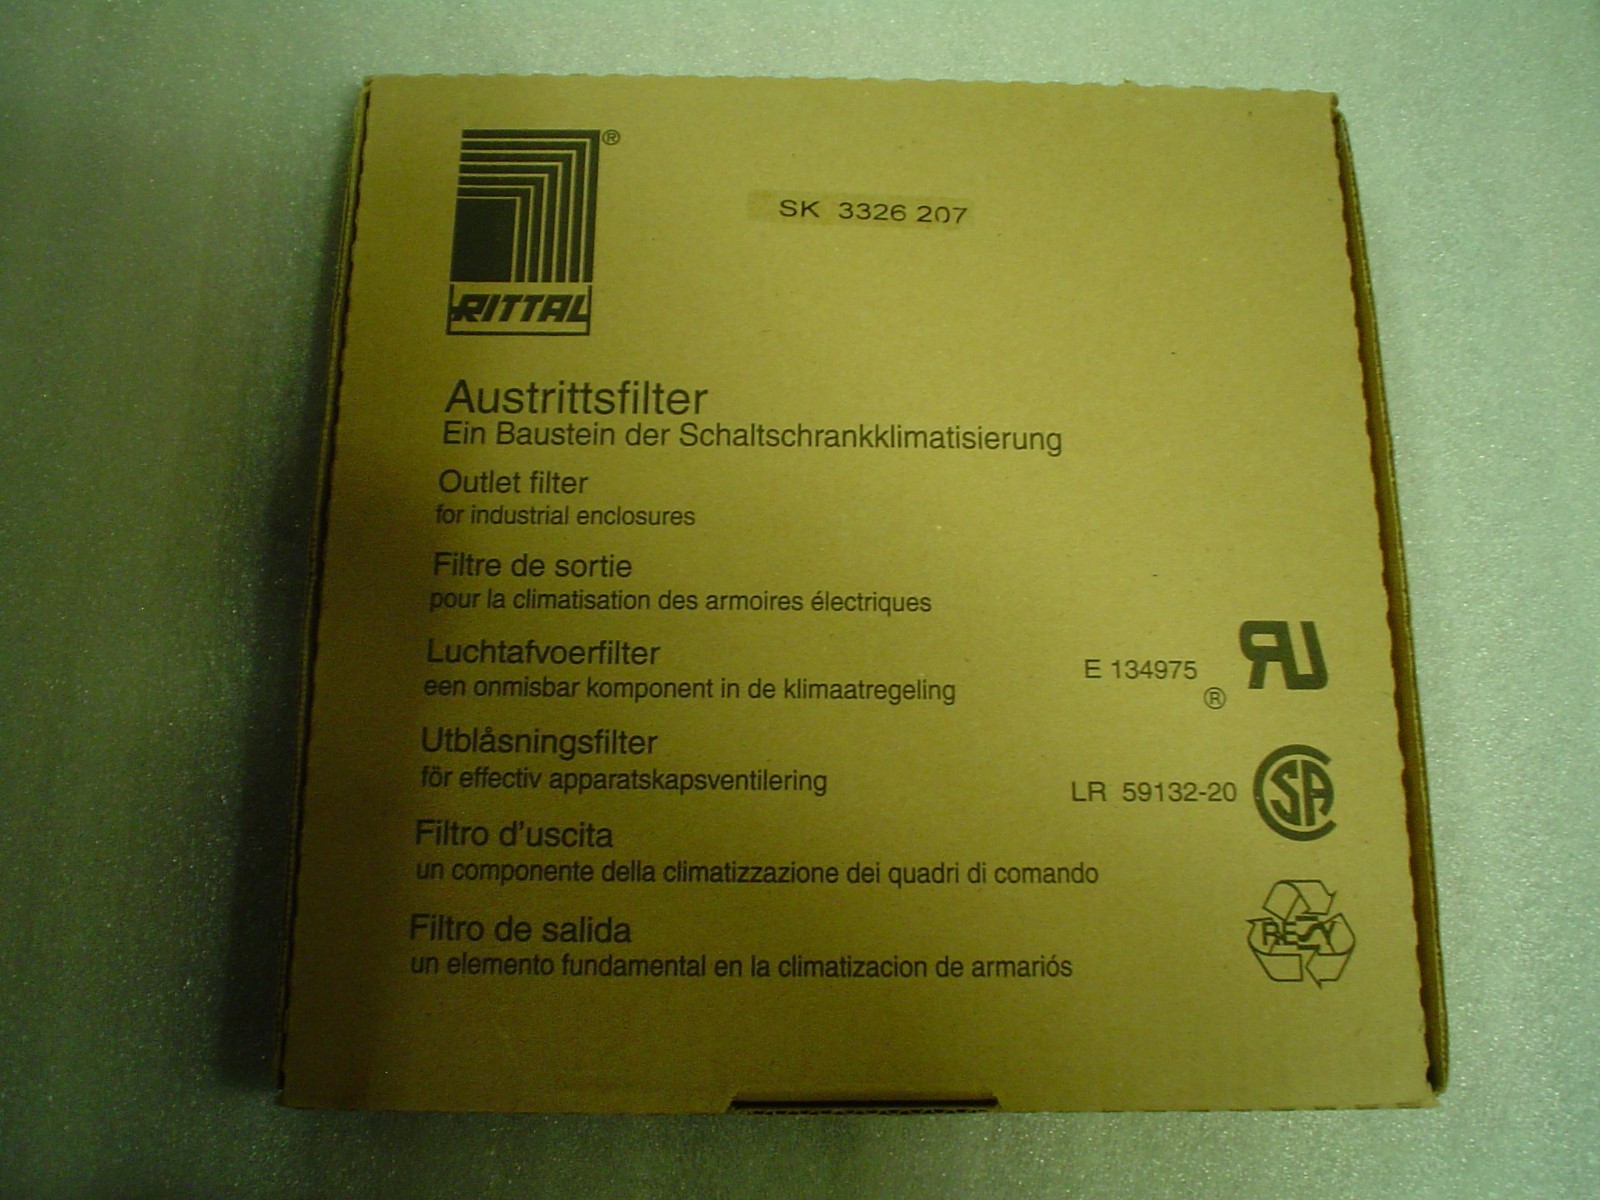 ®
SK 3326 207
RITTAL
Austrittsfilter
Ein Baustein der Schaltschrankklimatisierung
Outlet filter
for industrial enclosures
Filtre de sortie
pour la climatisation des armoires électriques
Luchtafvoerfilter
een onmisbar komponent in de klimaatregeling
E 134975
®
RU
Utblåsningsfilter
för effectiv apparatskapsventilering
LR 59132-20
CSA
Filtro d'uscita
un componente della climatizzazione dei quadri di comando
Filtro de salida
un elemento fundamental en la climatizacion de armariós
RESY